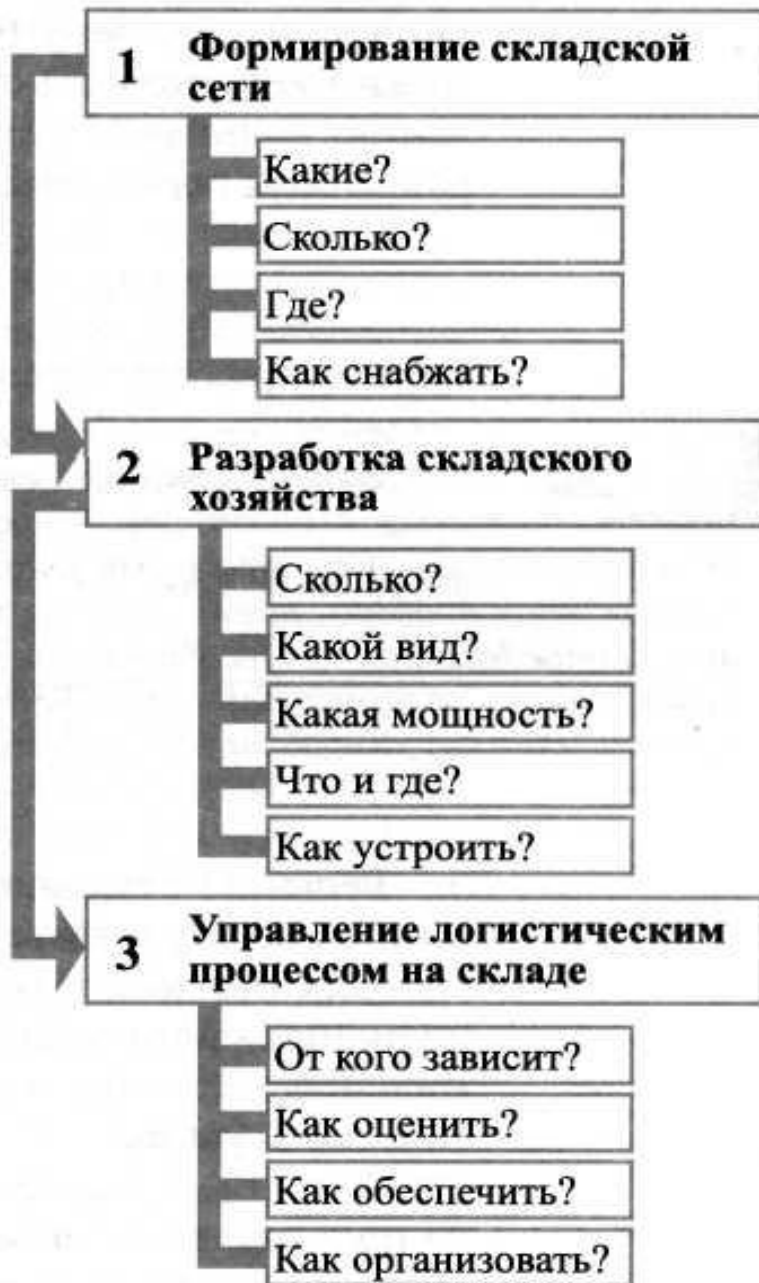 1 Формирование складской
сети
Какие?
Сколько?
Где?
Как снабжать?
2 Разработка складского
хозяйства
Сколько?
Какой вид?
Какая мощность?
Что и где?
Как устроить?
3 Управление логистическим
процессом на складе
От кого зависит?
Как оценить?
Как обеспечить?
Как организовать?